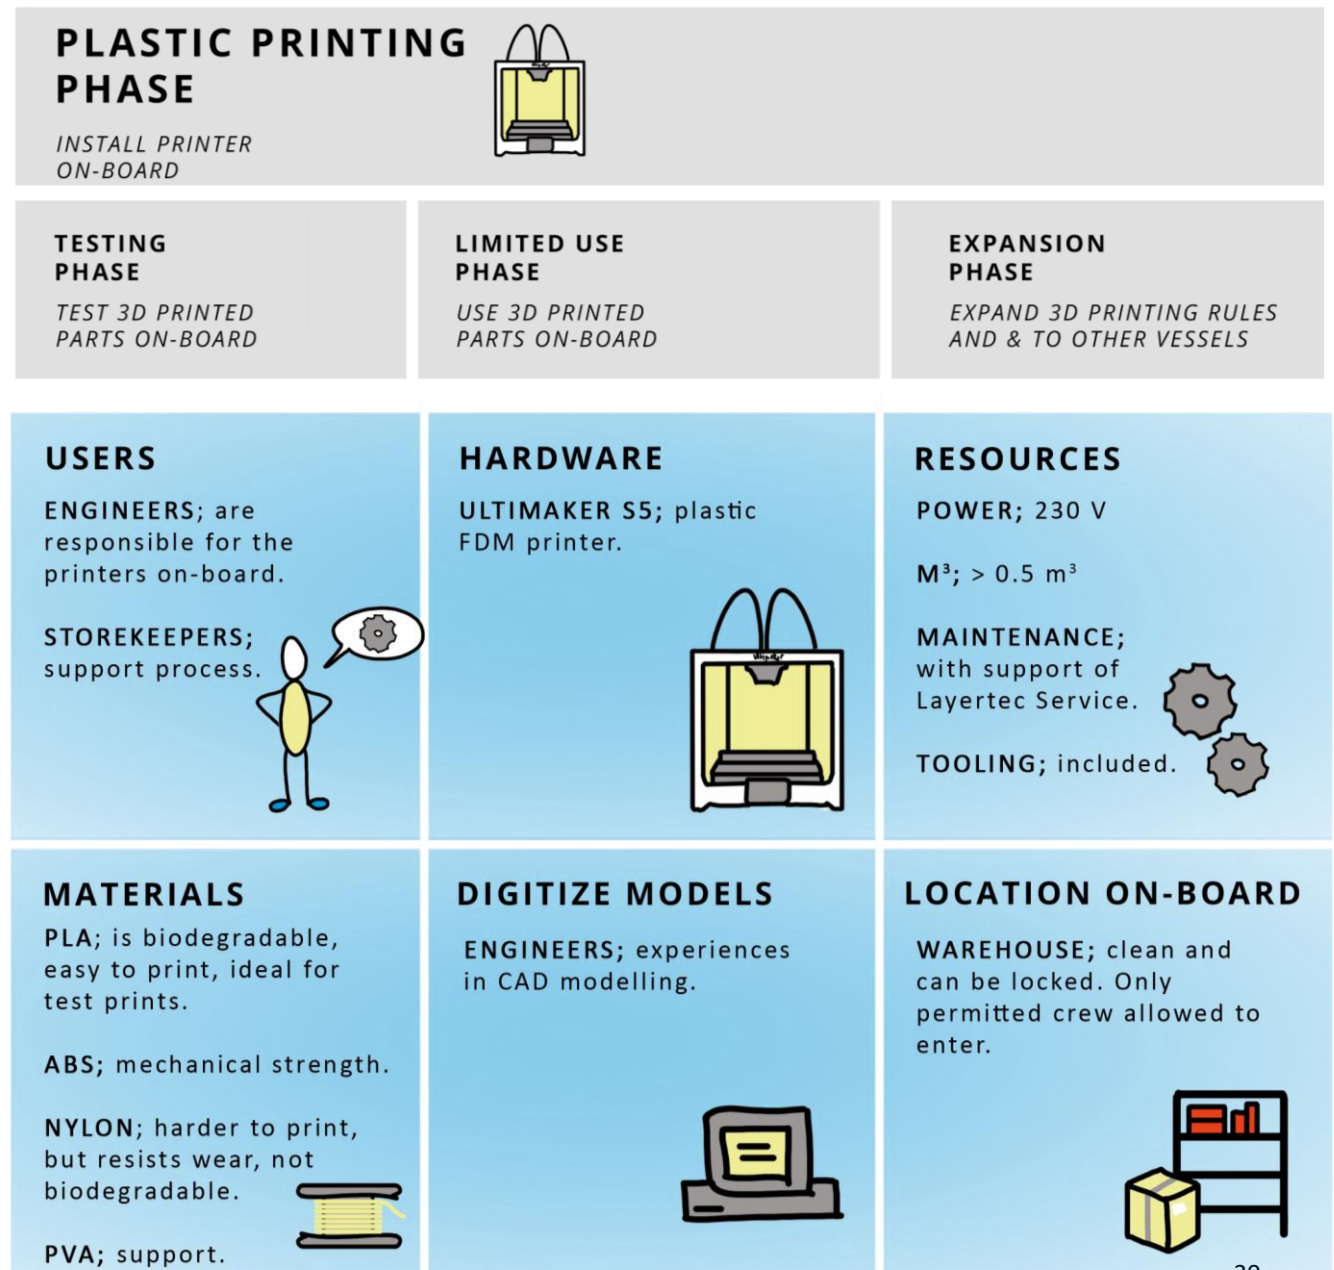 PLASTIC PRINTING
PHASE
INSTALL PRINTER
ON-BOARD
TESTING
PHASE
TEST 3D PRINTED
PARTS ON-BOARD
LIMITED USE
PHASE
USE 3D PRINTED
PARTS ON-BOARD
EXPANSION
PHASE
EXPAND 3D PRINTING RULES
AND & TO OTHER VESSELS
USERS
ENGINEERS; are
responsible for the
printers on-board.
STOREKEEPERS;
support process.
HARDWARE
ULTIMAKER S5; plastic
FDM printer.
RESOURCES
POWER; 230 V
M³; > 0.5 m³
MAINTENANCE;
with support of
Layertec Service.
TOOLING; included.
MATERIALS
PLA; is biodegradable,
easy to print, ideal for
test prints.
ABS; mechanical strength.
NYLON; harder to print,
but resists wear, not
biodegradable.
PVA; support.
DIGITIZE MODELS
ENGINEERS; experiences
in CAD modelling.
LOCATION ON-BOARD
WAREHOUSE; clean and
can be locked. Only
permitted crew allowed to
enter.